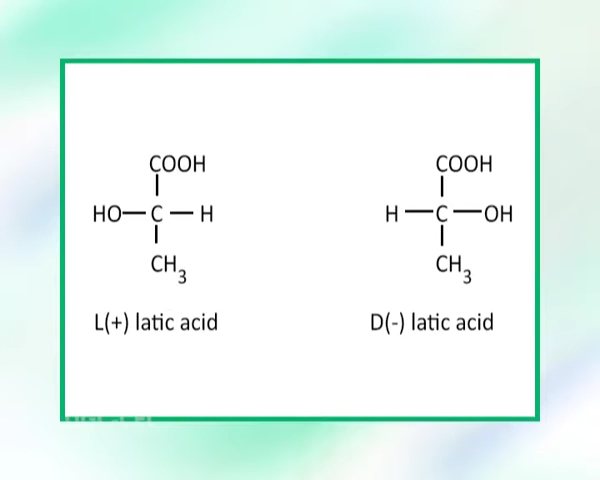 COOH COOH
HO—C—H H—C—OH
CH3 CH3
L(+) latic acid D(-) latic acid